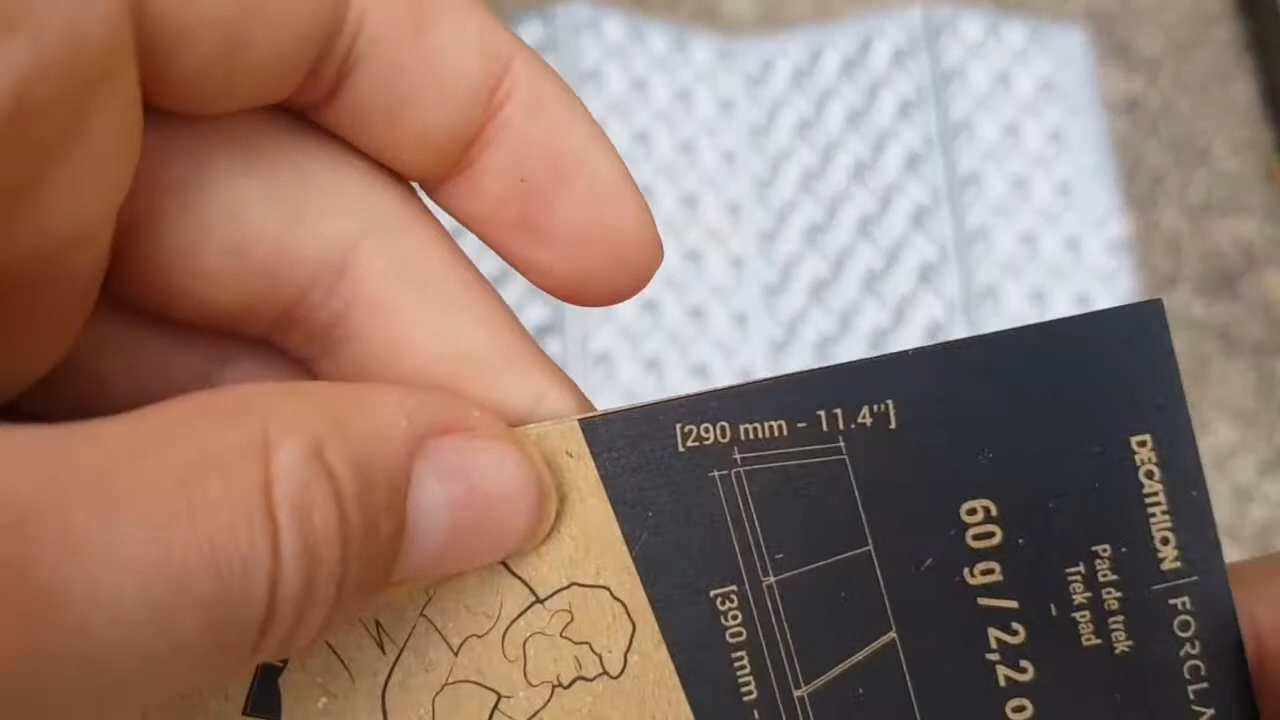 DECATHLON | FORCLA
Pad de trek
Trek pad
60 g / 2,2 o
[290 mm - 11.4"]
[390 mm -